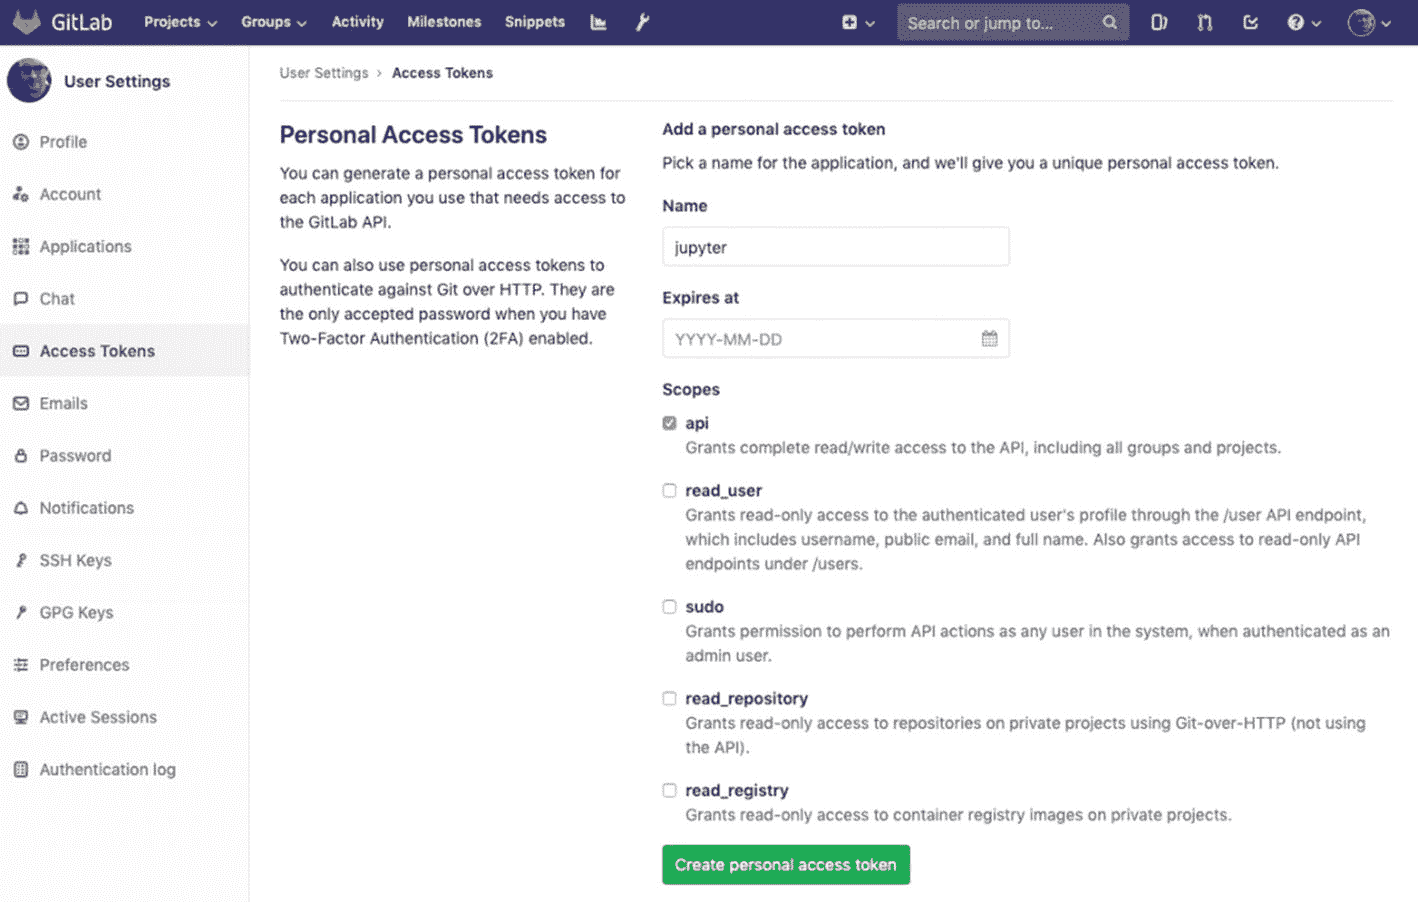 GitLab Projects Groups Activity Milestones Snippets Search or jump to...
User Settings
Profile
Account
Applications
Chat
Access Tokens
Emails
Password
Notifications
SSH Keys
GPG Keys
Preferences
Active Sessions
Authentication log
User Settings › Access Tokens
Personal Access Tokens
You can generate a personal access token for
each application you use that needs access to
the GitLab API.
You can also use personal access tokens to
authenticate against Git over HTTP. They are
the only accepted password when you have
Two-Factor Authentication (2FA) enabled.
Add a personal access token
Pick a name for the application, and we'll give you a unique personal access token.
Name
jupyter
Expires at
YYYY-MM-DD
Scopes
api
Grants complete read/write access to the API, including all groups and projects.
read_user
Grants read-only access to the authenticated user's profile through the /user API endpoint,
which includes username, public email, and full name. Also grants access to read-only API
endpoints under /users.
sudo
Grants permission to perform API actions as any user in the system, when authenticated as an
admin user.
read_repository
Grants read-only access to repositories on private projects using Git-over-HTTP (not using
the API).
read_registry
Grants read-only access to container registry images on private projects.
Create personal access token